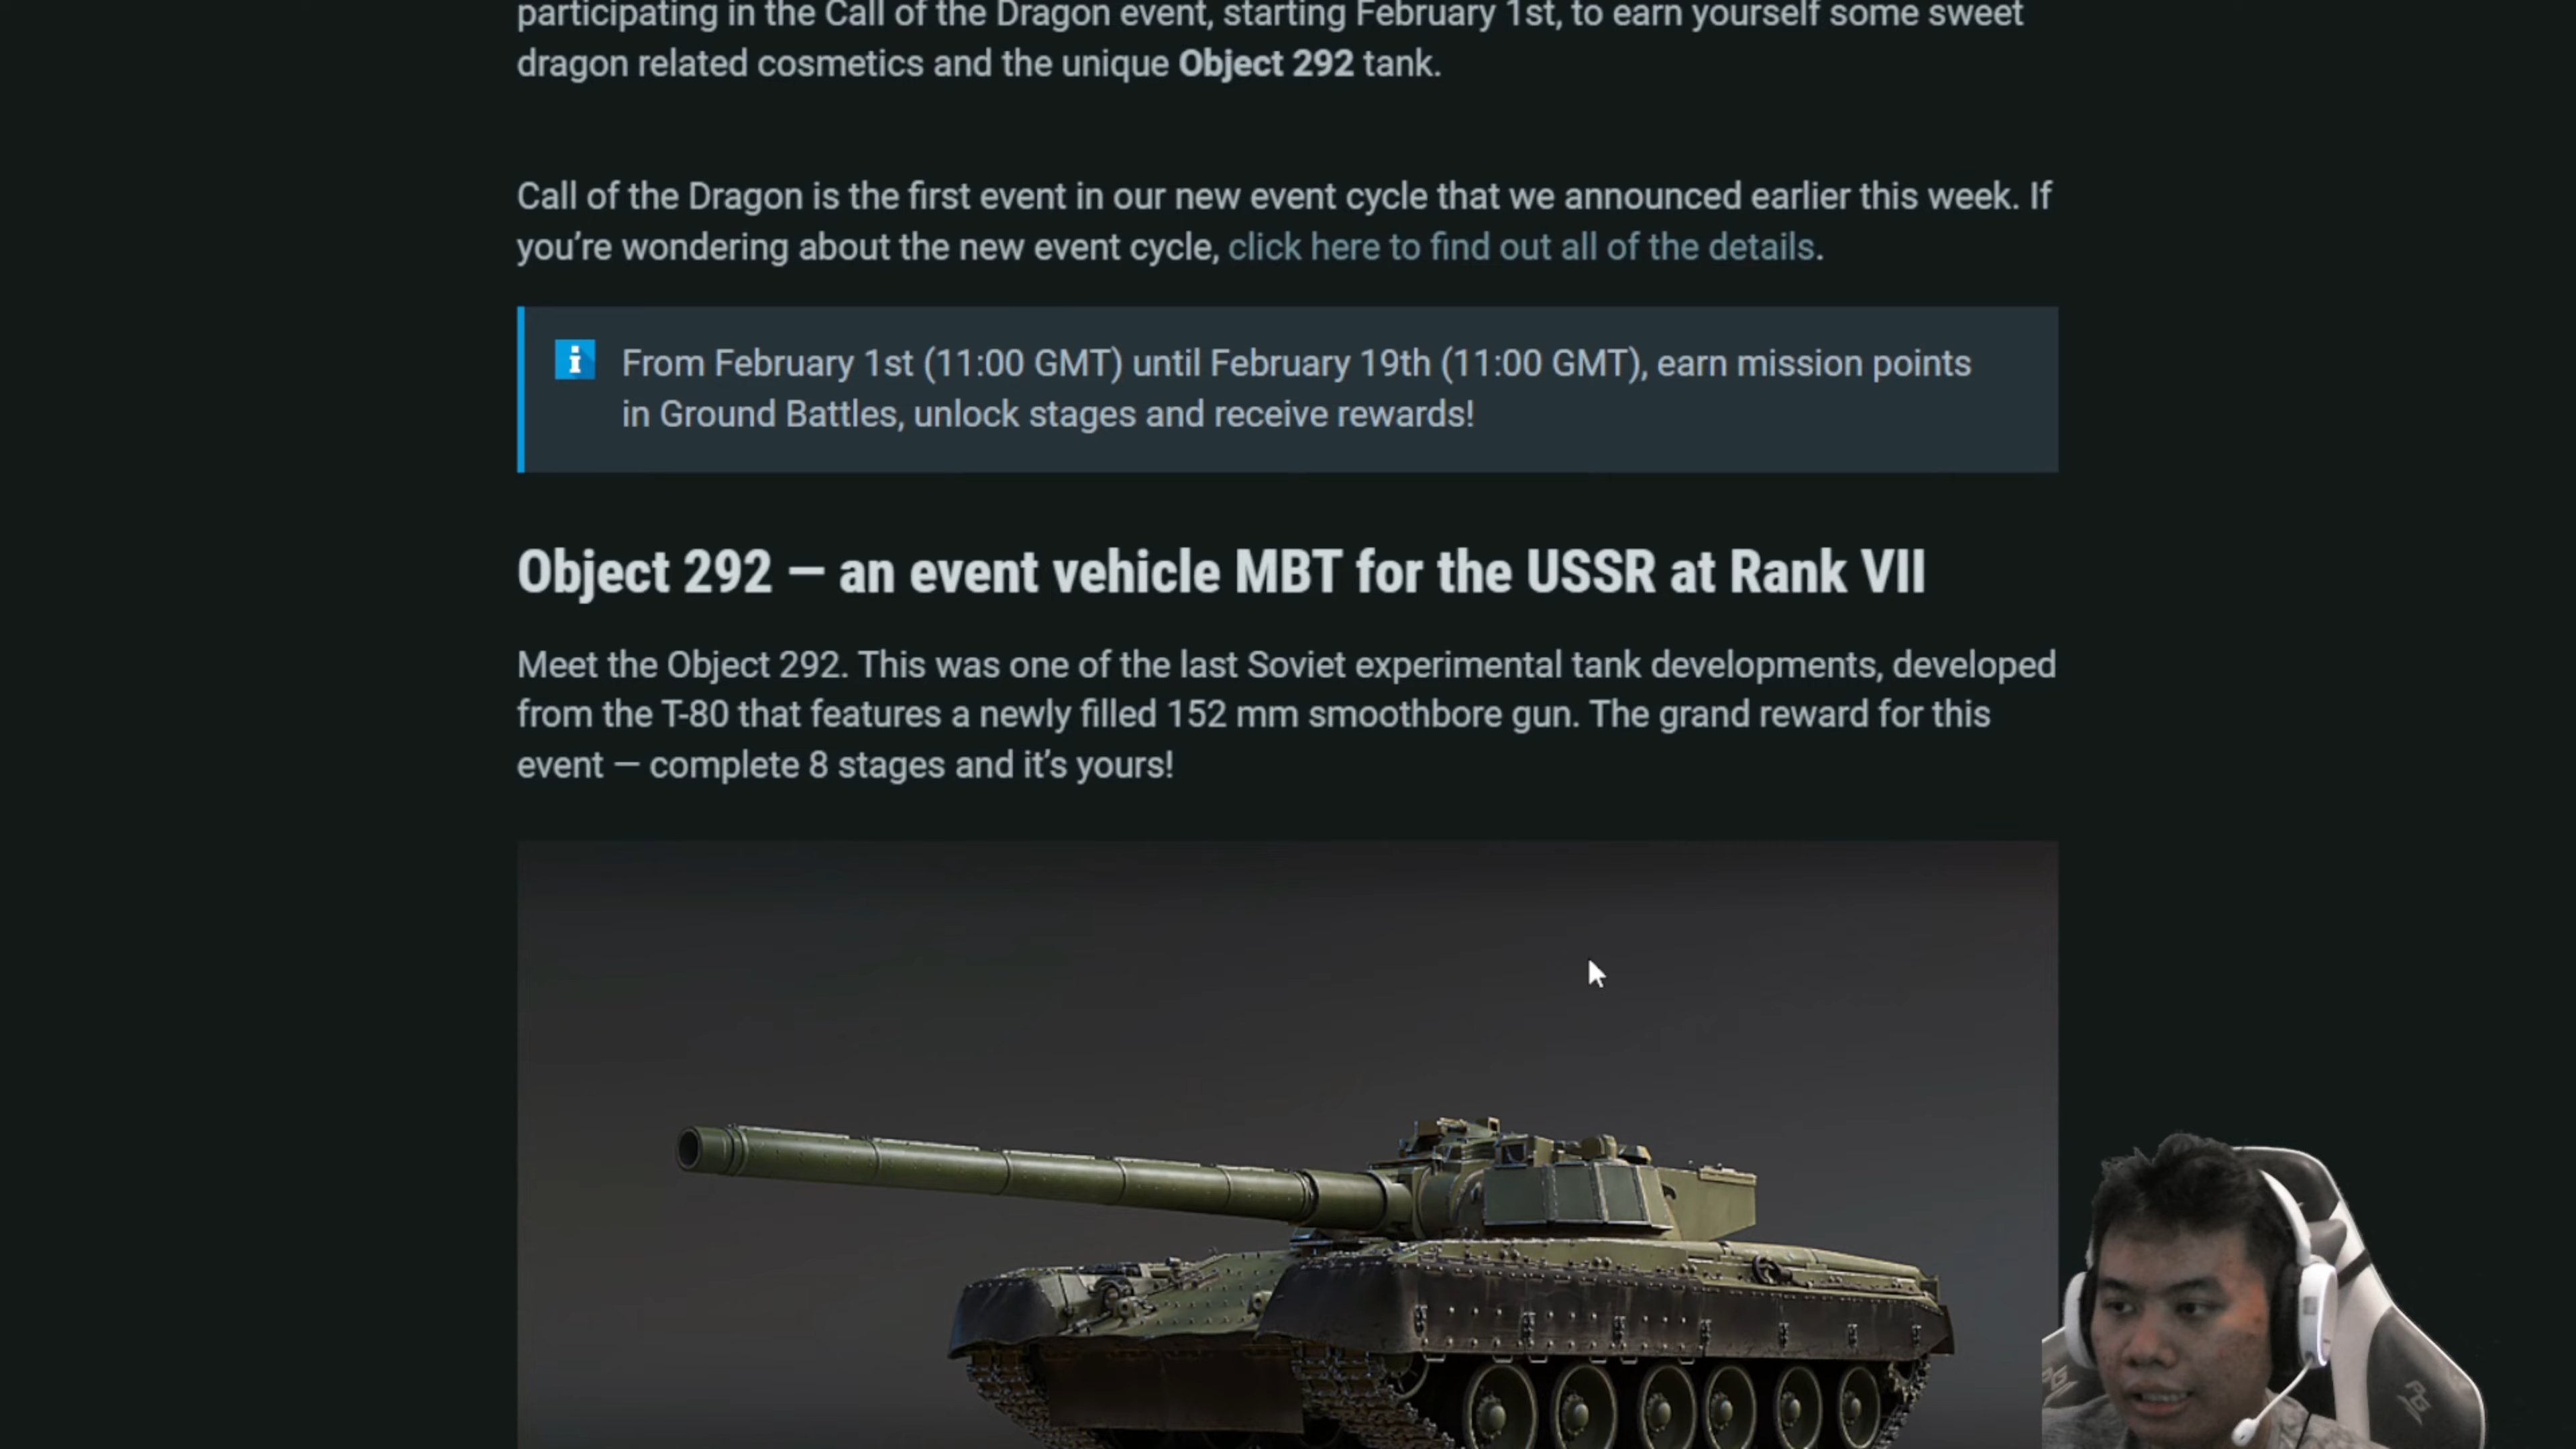 participating in the Call of the Dragon event, starting February 1st, to earn yourself some sweet
dragon related cosmetics and the unique Object 292 tank.
Call of the Dragon is the first event in our new event cycle that we announced earlier this week. If
you’re wondering about the new event cycle, click here to find out all of the details.
From February 1st (11:00 GMT) until February 19th (11:00 GMT), earn mission points
in Ground Battles, unlock stages and receive rewards!
Object 292 — an event vehicle MBT for the USSR at Rank VII
Meet the Object 292. This was one of the last Soviet experimental tank developments, developed
from the T-80 that features a newly filled 152 mm smoothbore gun. The grand reward for this
event — complete 8 stages and it’s yours!